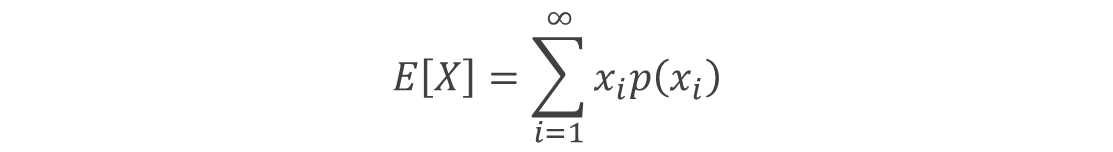 E[X] = ∑_{i=1}^{∞} x_i p(x_i)